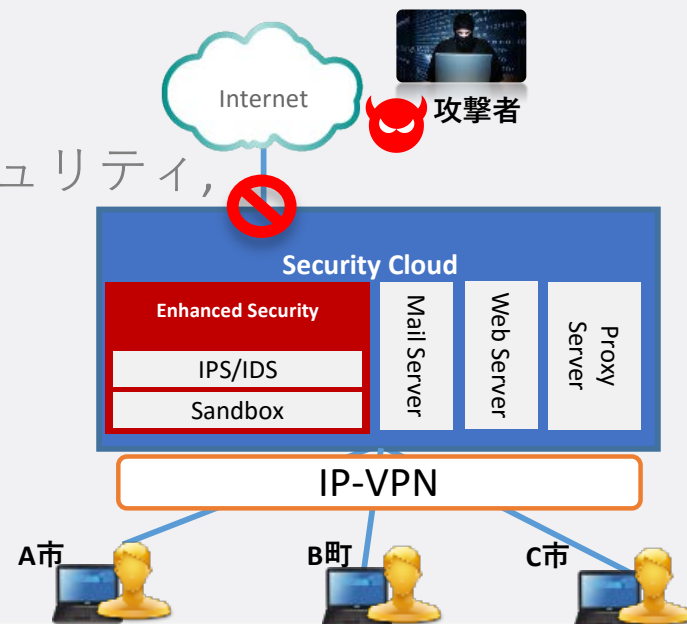 Internet
攻撃者
ュリティ,
Security Cloud
Enhanced Security
IPS/IDS
Sandbox
Mail Server
Web Server
Proxy
Server
IP-VPN
A市
B町
C市